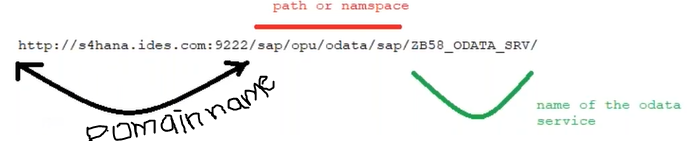 path or namspace
http://s4hana.ides.com:9222/sap/opu/odata/sap/ZB58_ODATA_SRV/
Domain name
name of the odata
service